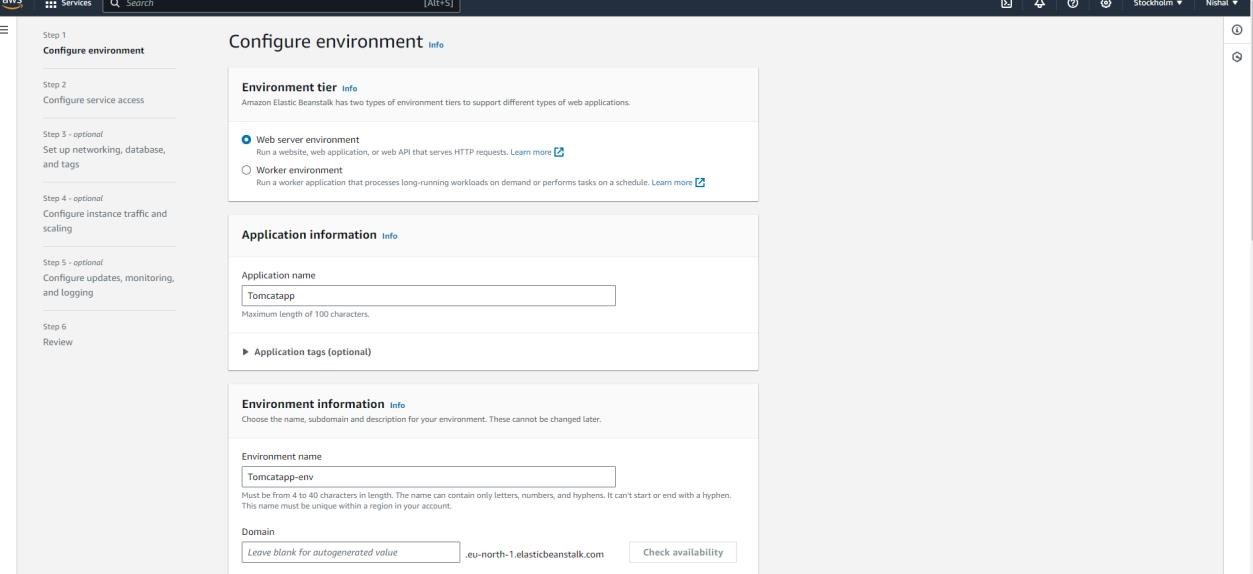 aws
Services
Search
[Alt+S]
Stockholm ▼
Nishal ▼
Step 1
Configure environment
Step 2
Configure service access
Step 3 - optional
Set up networking, database,
and tags
Step 4 - optional
Configure instance traffic and
scaling
Step 5 - optional
Configure updates, monitoring,
and logging
Step 6
Review
Configure environment Info
Environment tier Info
Amazon Elastic Beanstalk has two types of environment tiers to support different types of web applications.
Web server environment
Run a website, web application, or web API that serves HTTP requests. Learn more
Worker environment
Run a worker application that processes long-running workloads on demand or performs tasks on a schedule. Learn more
Application information Info
Application name
Tomcatapp
Maximum length of 100 characters.
▶ Application tags (optional)
Environment information Info
Choose the name, subdomain and description for your environment. These cannot be changed later.
Environment name
Tomcatapp-env
Must be from 4 to 40 characters in length. The name can contain only letters, numbers, and hyphens. It can't start or end with a hyphen.
This name must be unique within a region in your account.
Domain
Leave blank for autogenerated value
.eu-north-1.elasticbeanstalk.com
Check availability